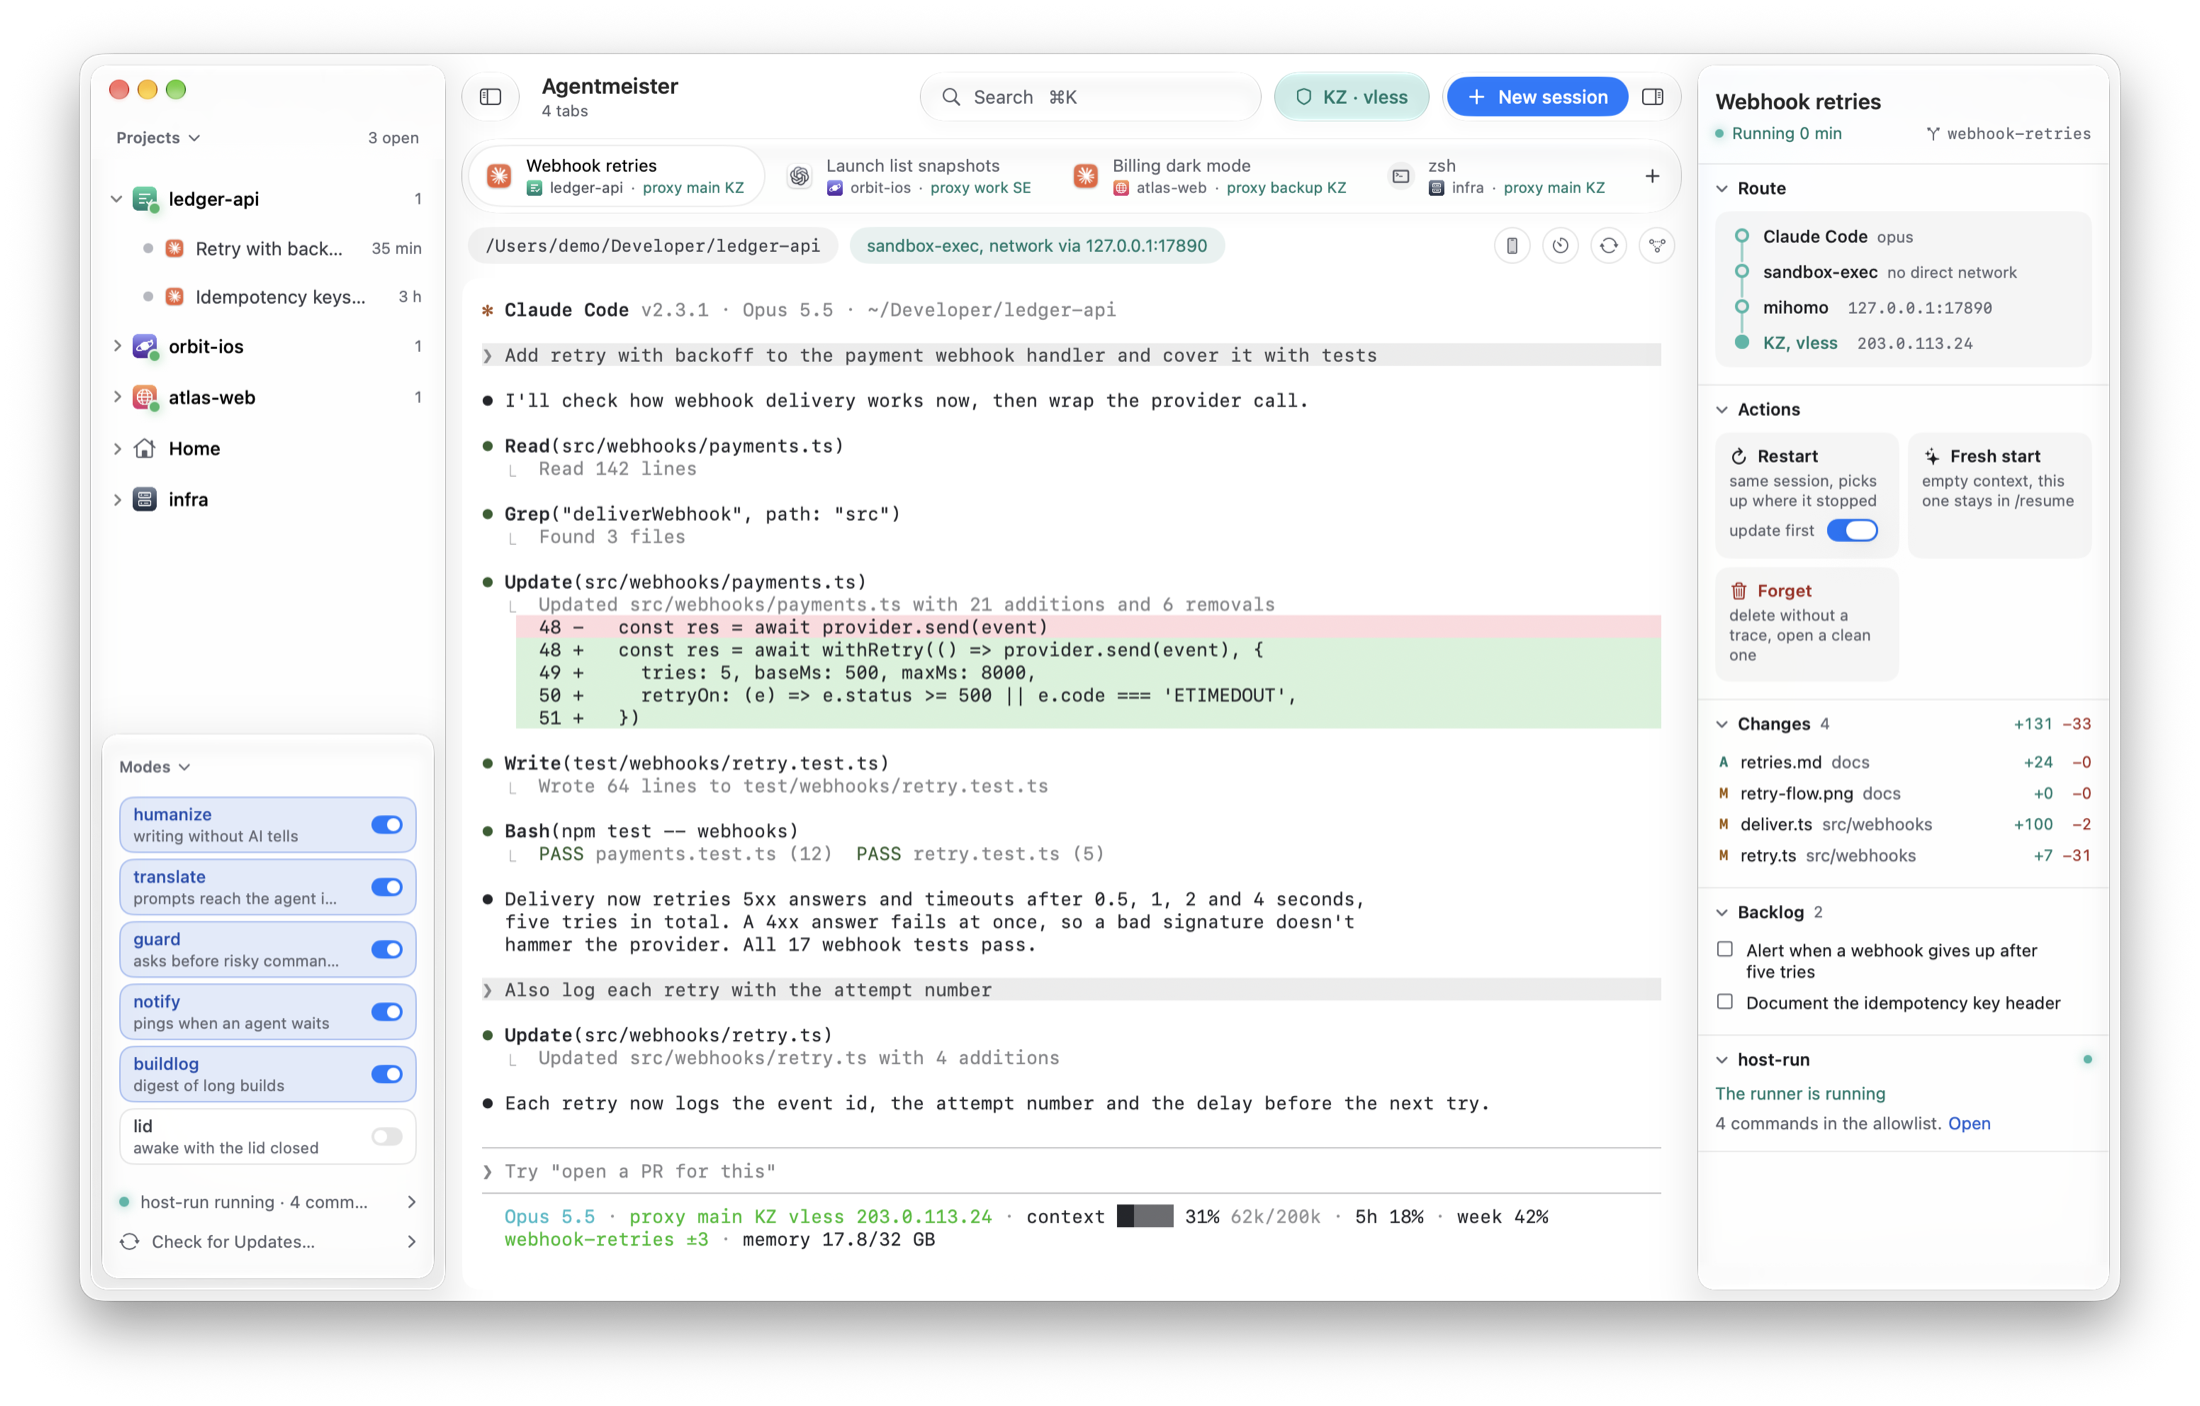 Projects
3 open
ledger-api 1
Retry with back... 35 min
Idempotency keys... 3 h
orbit-ios 1
atlas-web 1
Home
infra
Modes
humanize
writing without AI tells
translate
prompts reach the agent i...
guard
asks before risky comman...
notify
pings when an agent waits
buildlog
digest of long builds
lid
awake with the lid closed
host-run running · 4 comm...
Check for Updates...
Agentmeister
4 tabs
Search ⌘K
KZ · vless
+ New session
Webhook retries
ledger-api · proxy main KZ
Launch list snapshots
orbit-ios · proxy work SE
Billing dark mode
atlas-web · proxy backup KZ
zsh
infra · proxy main KZ
+
/Users/demo/Developer/ledger-api
sandbox-exec, network via 127.0.0.1:17890
* Claude Code v2.3.1 · Opus 5.5 · ~/Developer/ledger-api
❯ Add retry with backoff to the payment webhook handler and cover it with tests
● I'll check how webhook delivery works now, then wrap the provider call.
● Read(src/webhooks/payments.ts)
Read 142 lines
● Grep("deliverWebhook", path: "src")
Found 3 files
● Update(src/webhooks/payments.ts)
Updated src/webhooks/payments.ts with 21 additions and 6 removals
48 - const res = await provider.send(event)
48 + const res = await withRetry(() => provider.send(event), {
49 + tries: 5, baseMs: 500, maxMs: 8000,
50 + retryOn: (e) => e.status >= 500 || e.code === 'ETIMEDOUT',
51 + })
● Write(test/webhooks/retry.test.ts)
Wrote 64 lines to test/webhooks/retry.test.ts
● Bash(npm test -- webhooks)
PASS payments.test.ts (12) PASS retry.test.ts (5)
● Delivery now retries 5xx answers and timeouts after 0.5, 1, 2 and 4 seconds,
five tries in total. A 4xx answer fails at once, so a bad signature doesn't
hammer the provider. All 17 webhook tests pass.
❯ Also log each retry with the attempt number
● Update(src/webhooks/retry.ts)
Updated src/webhooks/retry.ts with 4 additions
● Each retry now logs the event id, the attempt number and the delay before the next try.
❯ Try "open a PR for this"
Opus 5.5 · proxy main KZ vless 203.0.113.24 · context 31% 62k/200k · 5h 18% · week 42%
webhook-retries ±3 · memory 17.8/32 GB
Webhook retries
Running 0 min
webhook-retries
Route
Claude Code opus
sandbox-exec no direct network
mihomo 127.0.0.1:17890
KZ, vless 203.0.113.24
Actions
Restart
same session, picks
up where it stopped
update first
Fresh start
empty context, this
one stays in /resume
Forget
delete without a
trace, open a clean
one
Changes 4 +131 −33
A retries.md docs +24 −0
M retry-flow.png docs +0 −0
M deliver.ts src/webhooks +100 −2
M retry.ts src/webhooks +7 −31
Backlog 2
Alert when a webhook gives up after
five tries
Document the idempotency key header
host-run
The runner is running
4 commands in the allowlist. Open